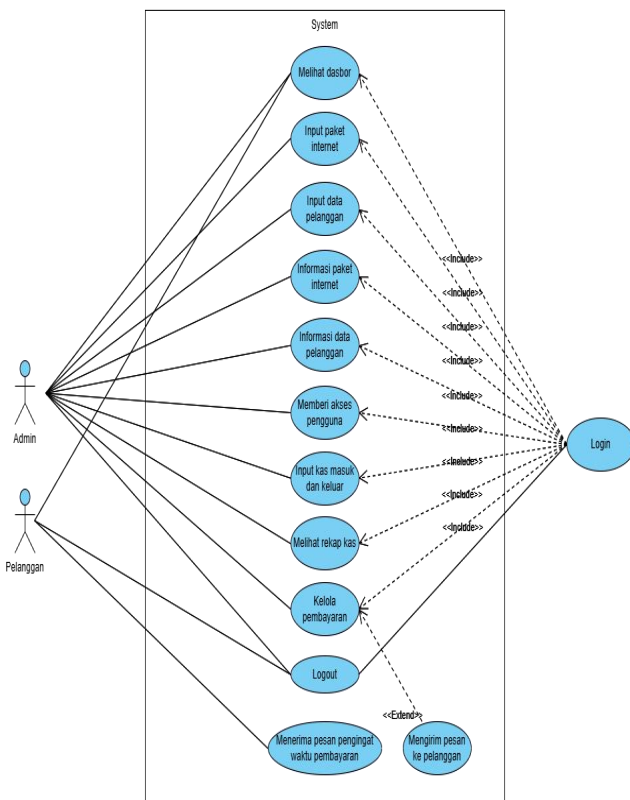 System
Melihat dasbor
Input paket
internet
Input data
pelanggan
<<Include>>
Informasi paket
internet
<<Include>>
<<Include>>
Informasi data
pelanggan
<<Include>>
Admin
<<Include>>
Memberi akses
pengguna
<<Include>>
Login
<<Include>>
Input kas masuk
dan keluar
<<Include>>
<<Include>>
Melihat rekap kas
Pelanggan
Kelola
pembayaran
Logout
<<Extend>>
Menerima pesan pengingat
waktu pembayaran
Mengirim pesan
ke pelanggan